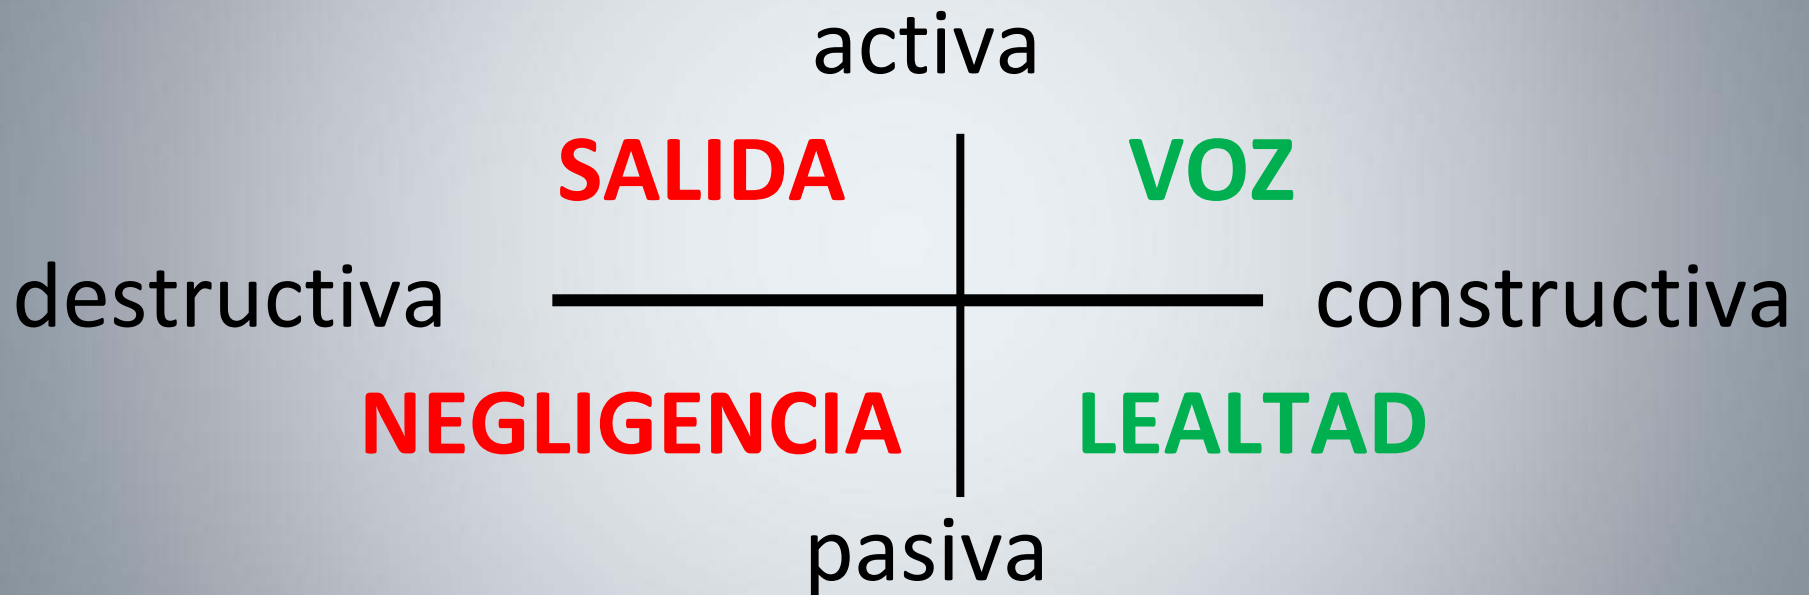 activa
SALIDA VOZ
destructiva constructiva
NEGLIGENCIA LEALTAD
pasiva